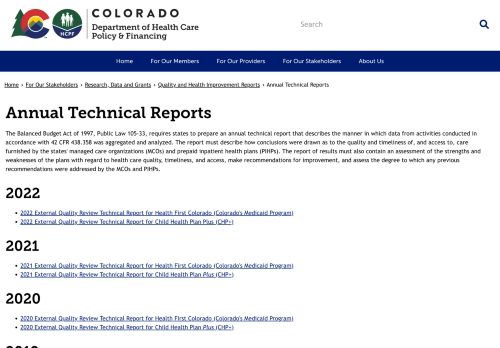 COLORADO
Department of Health Care
Policy & Financing
HCPF
Search
Home
For Our Members
For Our Providers
For Our Stakeholders
About Us
Home › For Our Stakeholders › Research, Data and Grants › Quality and Health Improvement Reports › Annual Technical Reports
Annual Technical Reports
The Balanced Budget Act of 1997, Public Law 105-33, requires states to prepare an annual technical report that describes the manner in which data from activities conducted in
accordance with 42 CFR 438.358 was aggregated and analyzed. The report must describe how conclusions were drawn as to the quality and timeliness of, and access to, care
furnished by the states' managed care organizations (MCOs) and prepaid inpatient health plans (PIHPs). The report of results must also contain an assessment of the strengths and
weaknesses of the plans with regard to health care quality, timeliness, and access, make recommendations for improvement, and assess the degree to which any previous
recommendations were addressed by the MCOs and PIHPs.
2022
• 2022 External Quality Review Technical Report for Health First Colorado (Colorado's Medicaid Program)
• 2022 External Quality Review Technical Report for Child Health Plan Plus (CHP+)
2021
• 2021 External Quality Review Technical Report for Health First Colorado (Colorado's Medicaid Program)
• 2021 External Quality Review Technical Report for Child Health Plan Plus (CHP+)
2020
• 2020 External Quality Review Technical Report for Health First Colorado (Colorado's Medicaid Program)
• 2020 External Quality Review Technical Report for Child Health Plan Plus (CHP+)